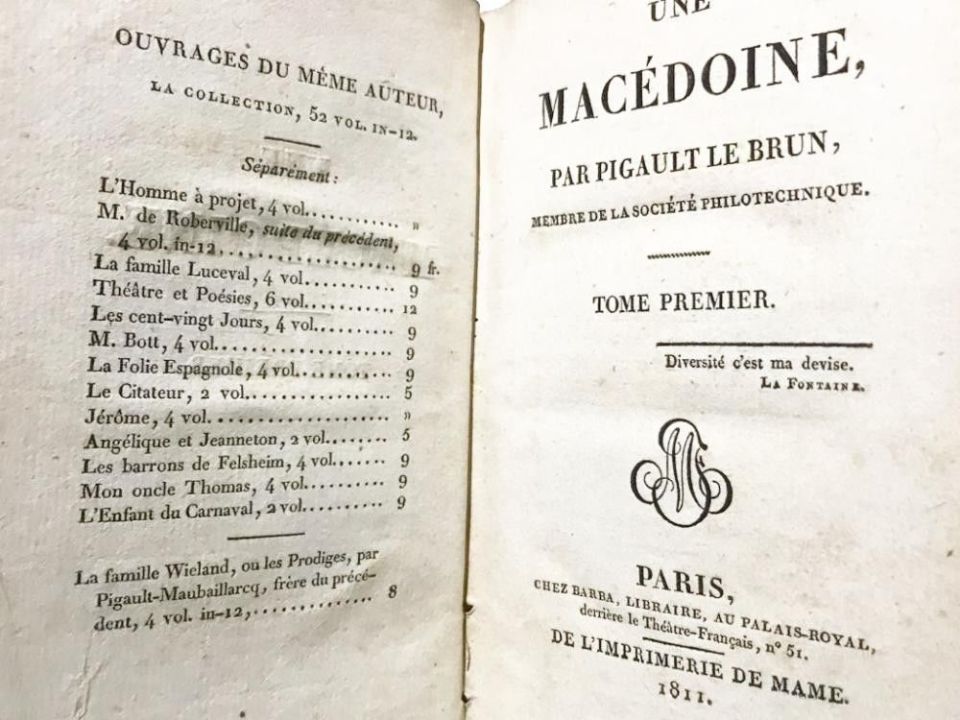 OUVRAGES DU MÊME AUTEUR,
LA COLLECTION, 52 VOL. IN-12.
Séparément:
L'Homme à projet, 4 vol............ »
M. de Roberville, suite du précédent,
4 vol. in-12..................... 9 fr.
La famille Luceval, 4 vol........... 9
Théâtre et Poésies, 6 vol........... 12
Les cent-vingt Jours, 4 vol......... 9
M. Bott, 4 vol...................... 9
La Folie Espagnole, 4 vol........... 9
Le Citateur, 2 vol.................. 5
Jérôme, 4 vol....................... »
Angélique et Jeanneton, 2 vol........ 5
Les barrons de Felsheim, 4 vol....... 9
Mon oncle Thomas, 4 vol............. 9
L'Enfant du Carnaval, 2 vol.......... 9
La famille Wieland, ou les Prodiges, par
Pigault-Maubaillarcq, frère du précé-
dent, 4 vol. in-12,............... 8
UNE
MACÉDOINE,
PAR PIGAULT LE BRUN,
MEMBRE DE LA SOCIÉTÉ PHILOTECHNIQUE.
TOME PREMIER.
Diversité c'est ma devise.
LA FONTAINE.
PARIS,
CHEZ BARBA, LIBRAIRE, AU PALAIS-ROYAL,
derrière le Théâtre-Français, n° 51.
DE L'IMPRIMERIE DE MAME.
1811.